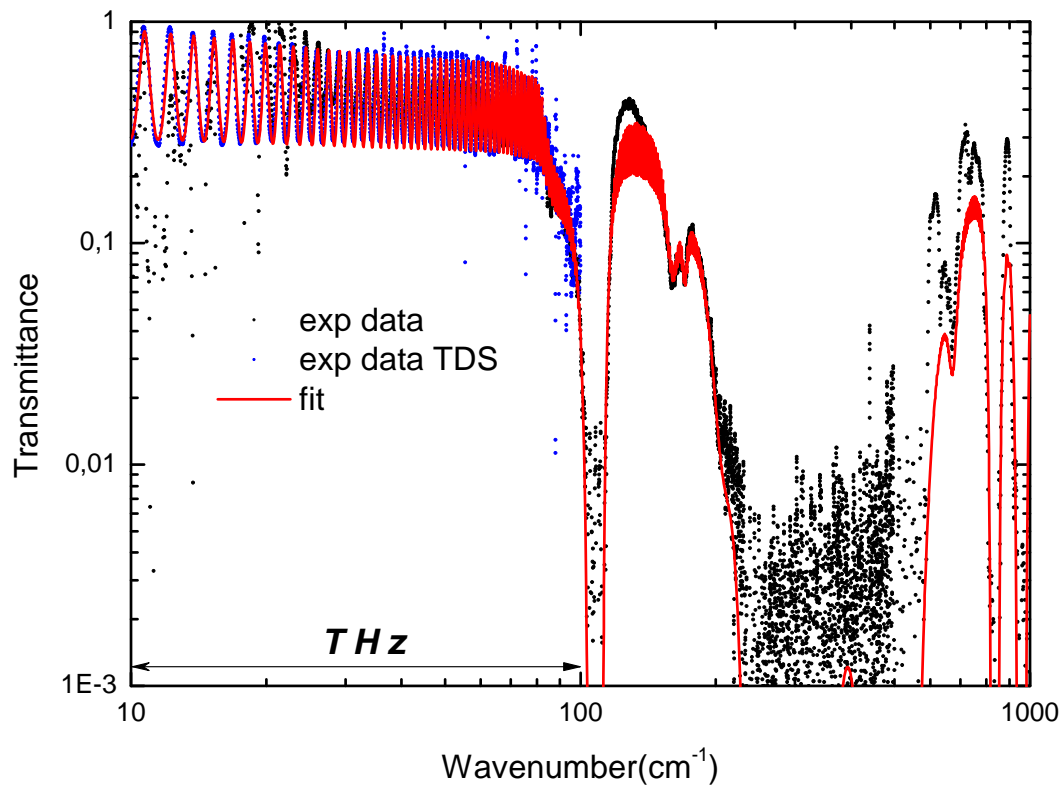 1
0,1
0,01
1E-3
Transmittance
exp data
exp data TDS
fit
THz
10
100
1000
Wavenumber(cm⁻¹)